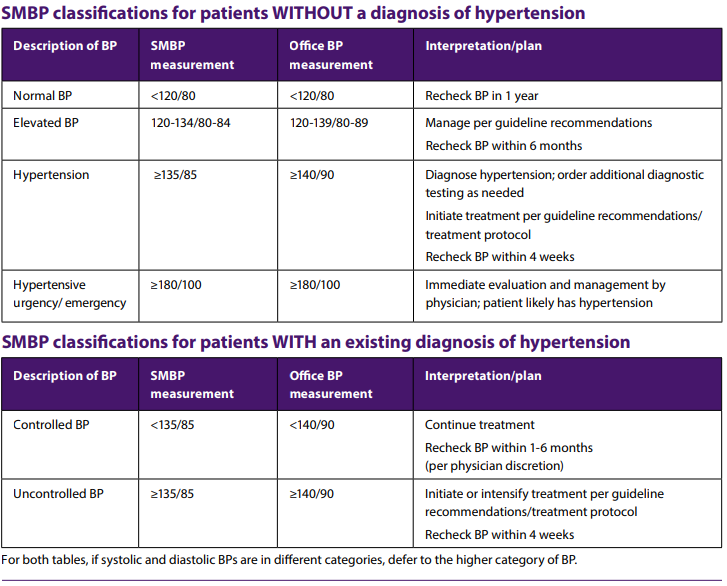 SMBP classifications for patients WITHOUT a diagnosis of hypertension
Description of BP
SMBP
measurement
Office BP
measurement
Interpretation/plan
Normal BP
<120/80
<120/80
Recheck BP in 1 year
Elevated BP
120-134/80-84
120-139/80-89
Manage per guideline recommendations
Recheck BP within 6 months
Hypertension
≥135/85
≥140/90
Diagnose hypertension; order additional diagnostic
testing as needed
Initiate treatment per guideline recommendations/
treatment protocol
Recheck BP within 4 weeks
Hypertensive
urgency/ emergency
≥180/100
≥180/100
Immediate evaluation and management by
physician; patient likely has hypertension
SMBP classifications for patients WITH an existing diagnosis of hypertension
Description of BP
SMBP
measurement
Office BP
measurement
Interpretation/plan
Controlled BP
<135/85
<140/90
Continue treatment
Recheck BP within 1-6 months
(per physician discretion)
Uncontrolled BP
≥135/85
≥140/90
Initiate or intensify treatment per guideline
recommendations/treatment protocol
Recheck BP within 4 weeks
For both tables, if systolic and diastolic BPs are in different categories, defer to the higher category of BP.